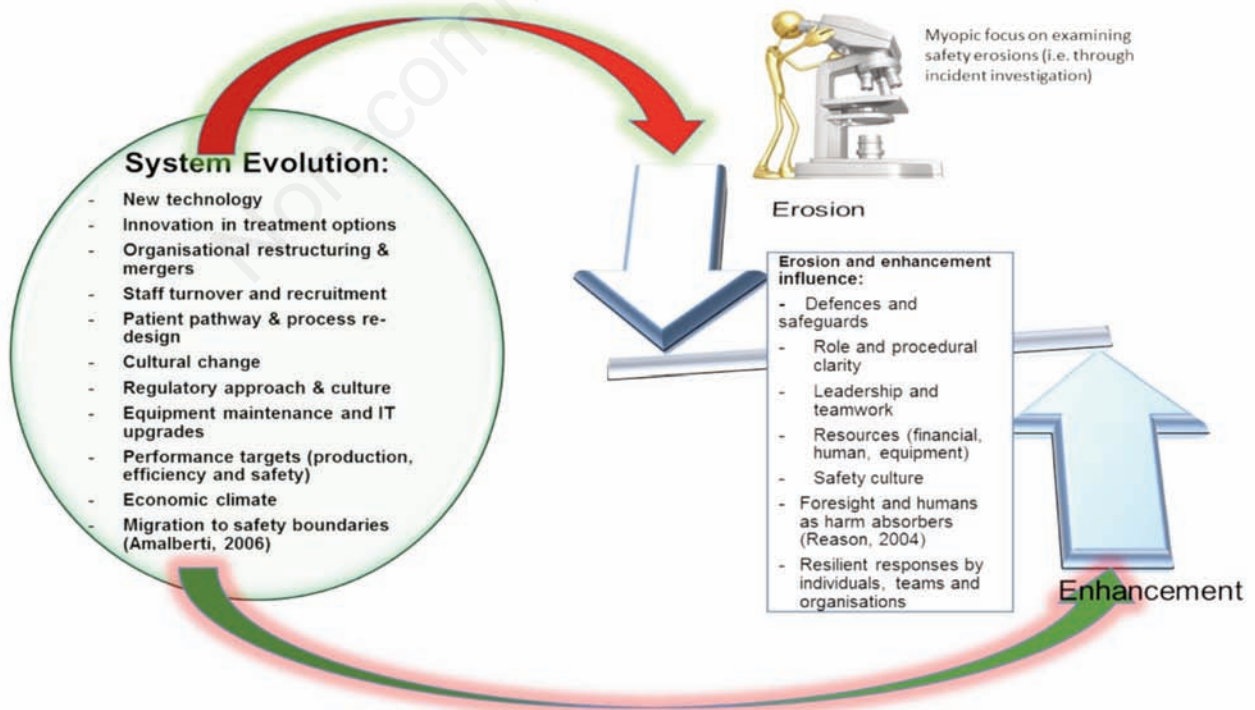 Myopic focus on examining
safety erosions (i.e. through
incident investigation)
System Evolution:
- New technology
- Innovation in treatment options
- Organisational restructuring &
mergers
- Staff turnover and recruitment
- Patient pathway & process re-
design
- Cultural change
- Regulatory approach & culture
- Equipment maintenance and IT
upgrades
- Performance targets (production,
efficiency and safety)
- Economic climate
- Migration to safety boundaries
(Amalberti, 2006)
Erosion
Erosion and enhancement
influence:
- Defences and
safeguards
- Role and procedural
clarity
- Leadership and
teamwork
- Resources (financial,
human, equipment)
- Safety culture
- Foresight and humans
as harm absorbers
(Reason, 2004)
- Resilient responses by
individuals, teams and
organisations
Enhancement